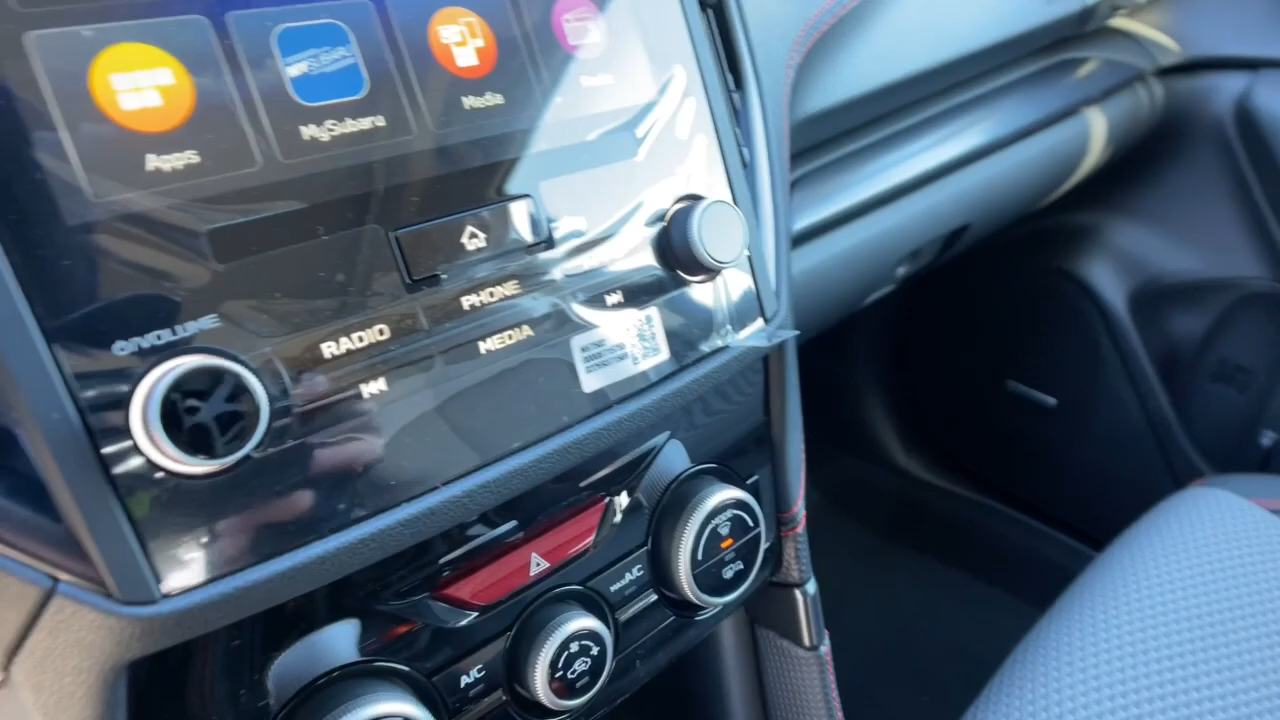 Apps
MySubaru
Media
VOLUME
RADIO
PHONE
MEDIA
MAX A/C
A/C